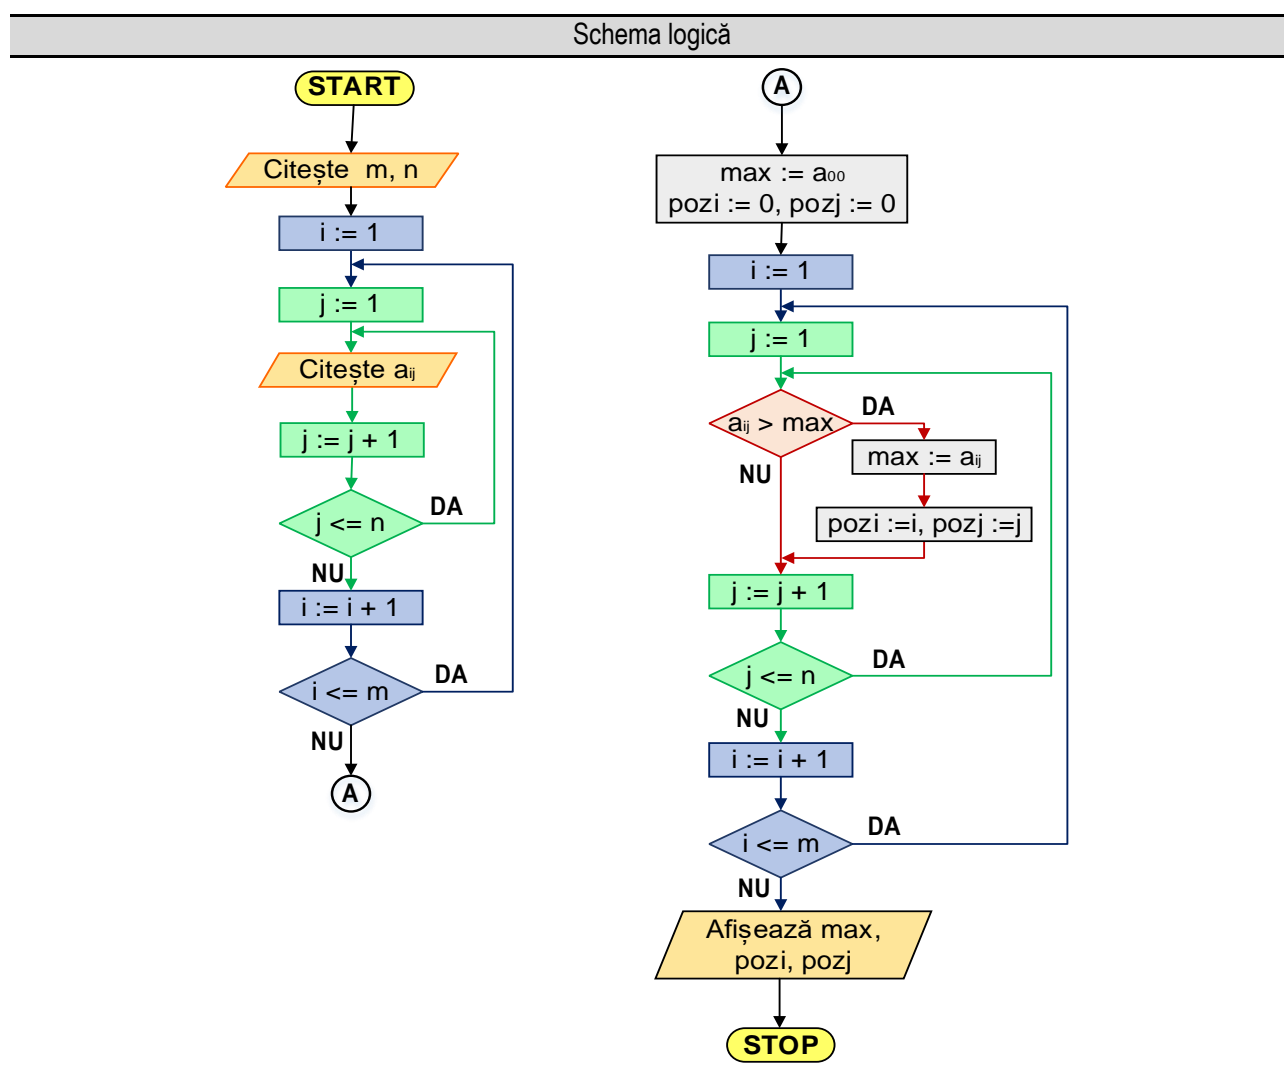 Schema logică
START
Citește m, n
i := 1
j := 1
Citește aij
j := j + 1
j <= n
DA
NU
i := i + 1
i <= m
DA
NU
A
A
max := a00
pozi := 0, pozj := 0
i := 1
j := 1
aij > max
DA
NU
max := aij
pozi :=i, pozj :=j
j := j + 1
j <= n
DA
NU
i := i + 1
i <= m
DA
NU
Afișează max,
pozi, pozj
STOP